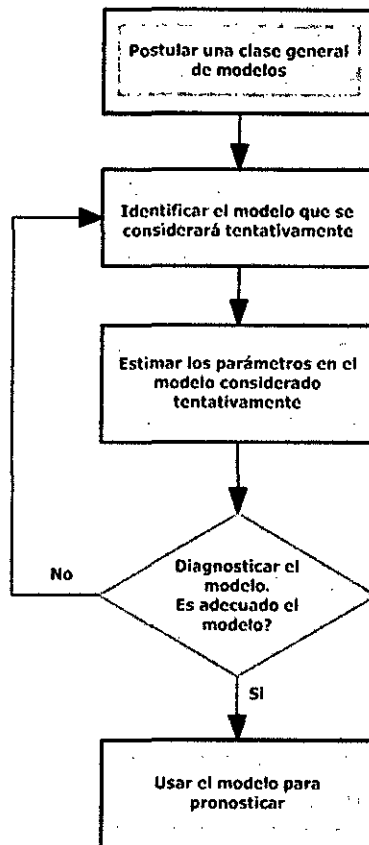 Postular una clase general
de modelos
Identificar el modelo que se
considerará tentativamente
Estimar los parámetros en el
modelo considerado
tentativamente
Diagnosticar el
modelo.
Es adecuado el
modelo?
No
Si
Usar el modelo para
pronosticar